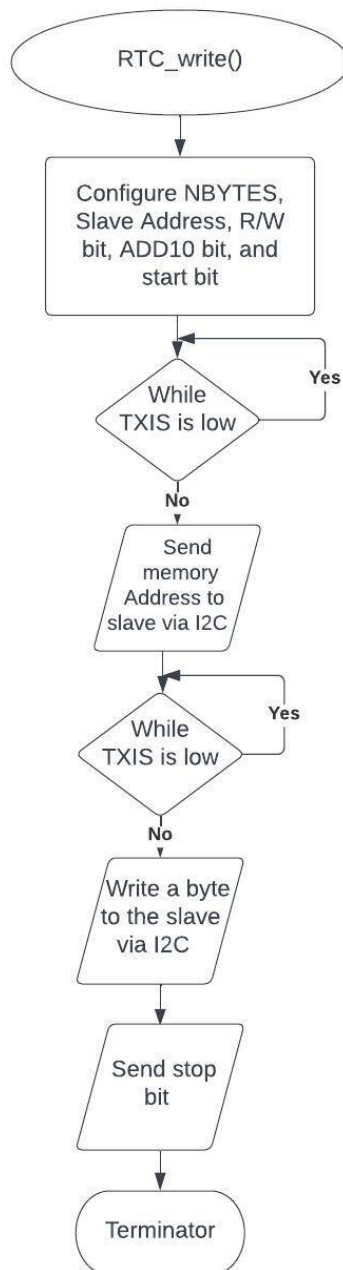 RTC_write()
Configure NBYTES,
Slave Address, R/W
bit, ADD10 bit, and
start bit
Yes
While
TXIS is low
No
Send
memory
Address to
slave via I2C
Yes
While
TXIS is low
No
Write a byte
to the slave
via I2C
Send stop
bit
Terminator